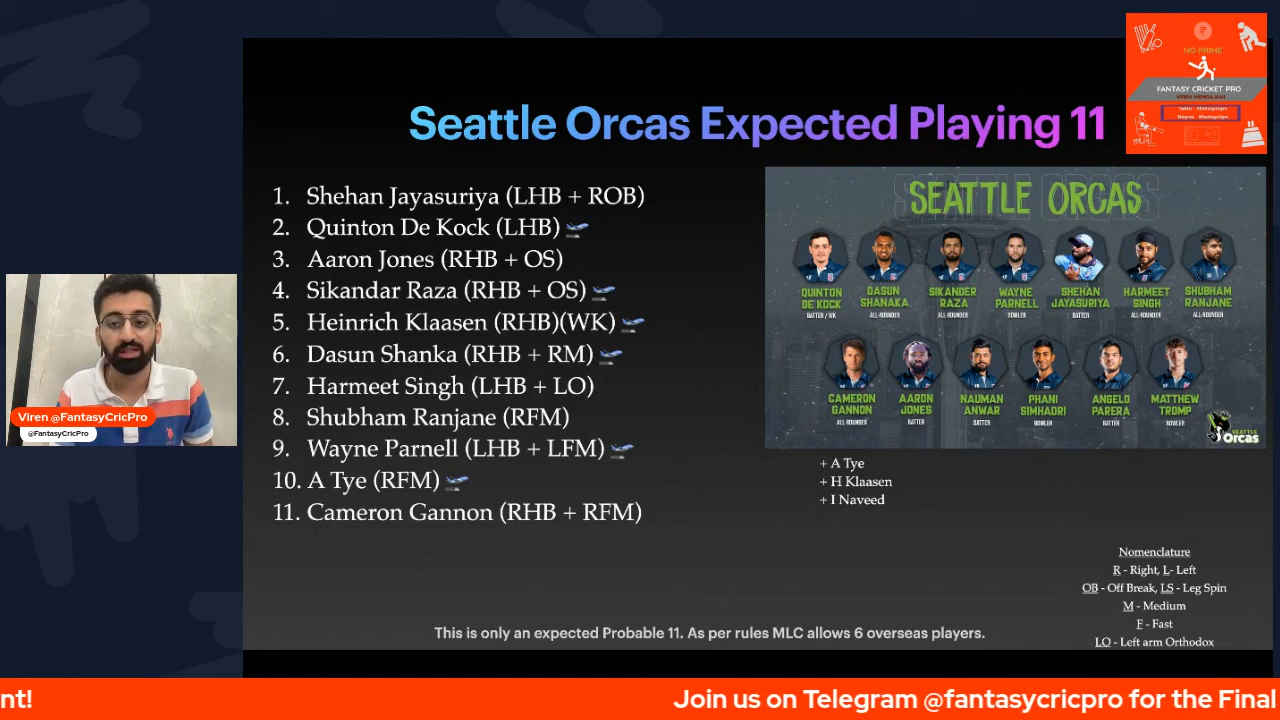 NO PRIME
FANTASY CRICKET PRO
VIREN HEMRAJANI
Seattle Orcas Expected Playing 11
1. Shehan Jayasuriya (LHB + ROB)
2. Quinton De Kock (LHB)
3. Aaron Jones (RHB + OS)
4. Sikandar Raza (RHB + OS)
5. Heinrich Klaasen (RHB)(WK)
6. Dasun Shanka (RHB + RM)
7. Harmeet Singh (LHB + LO)
8. Shubham Ranjane (RFM)
9. Wayne Parnell (LHB + LFM)
10. A Tye (RFM)
11. Cameron Gannon (RHB + RFM)
SEATTLE ORCAS
QUINTON DE KOCK
BATTER / WK
DASUN SHANAKA
ALL-ROUNDER
SIKANDER RAZA
ALL-ROUNDER
WAYNE PARNELL
BOWLER
SHEHAN JAYASURIYA
BATTER
HARMEET SINGH
ALL-ROUNDER
SHUBHAM RANJANE
ALL-ROUNDER
CAMERON GANNON
ALL-ROUNDER
AARON JONES
BATTER
NAUMAN ANWAR
BATTER
PHANI SIMHADRI
BOWLER
ANGELO PARERA
BATTER
MATTHEW TROMP
BOWLER
SEATTLE
Orcas
+ A Tye
+ H Klaasen
+ I Naveed
Nomenclature
R - Right, L- Left
OB - Off Break, LS - Leg Spin
M - Medium
F - Fast
LO - Left arm Orthodox
This is only an expected Probable 11. As per rules MLC allows 6 overseas players.
Viren @FantasyCricPro
@FantasyCricPro
nt! Join us on Telegram @fantasycricpro for the Final